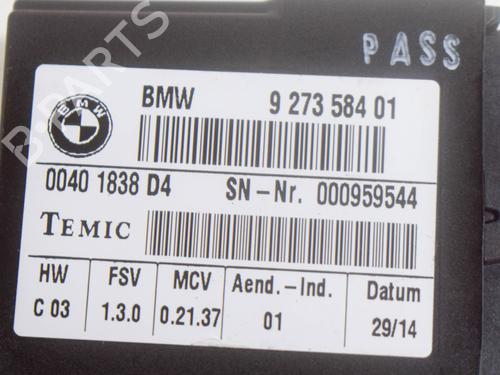 PASS
B-PARTS
BMW
BMW 9 273 584 01
0040 1838 D4 SN-Nr. 000959544
TEMIC
HW FSV MCV Aend.-Ind. Datum
C 03 1.3.0 0.21.37 01 29/14